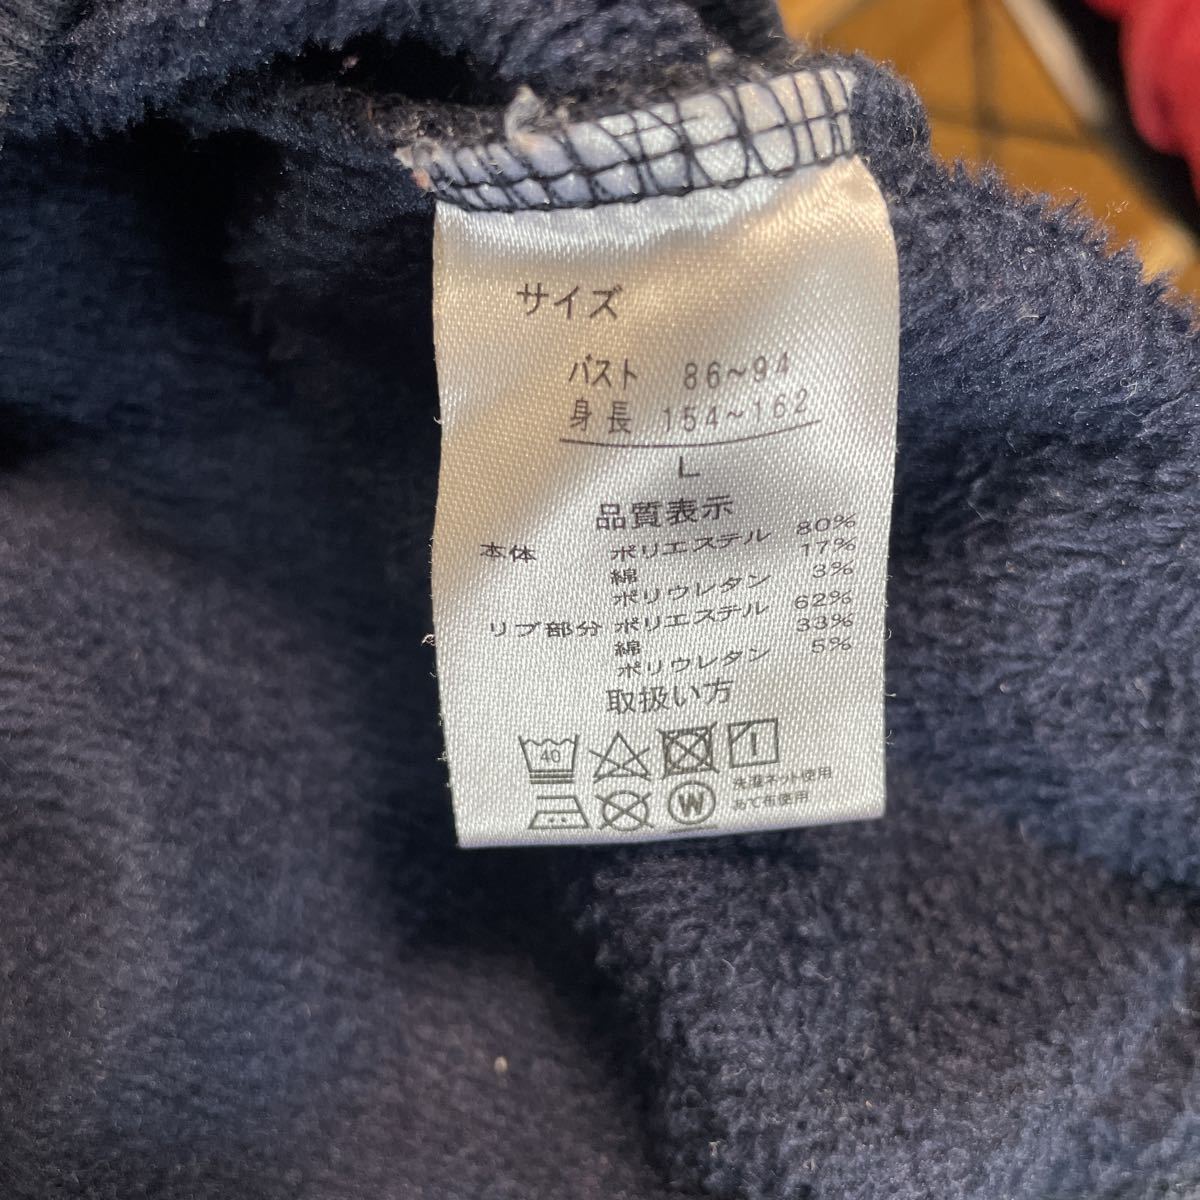 サイズ
バスト 86~94
身長 154~162
L
品質表示
本体 ポリエステル 80%
綿 17%
ポリウレタン 3%
リブ部分 ポリエステル 62%
綿 33%
ポリウレタン 5%
取扱い方
40
W
洗濯ネット使用
あて布使用